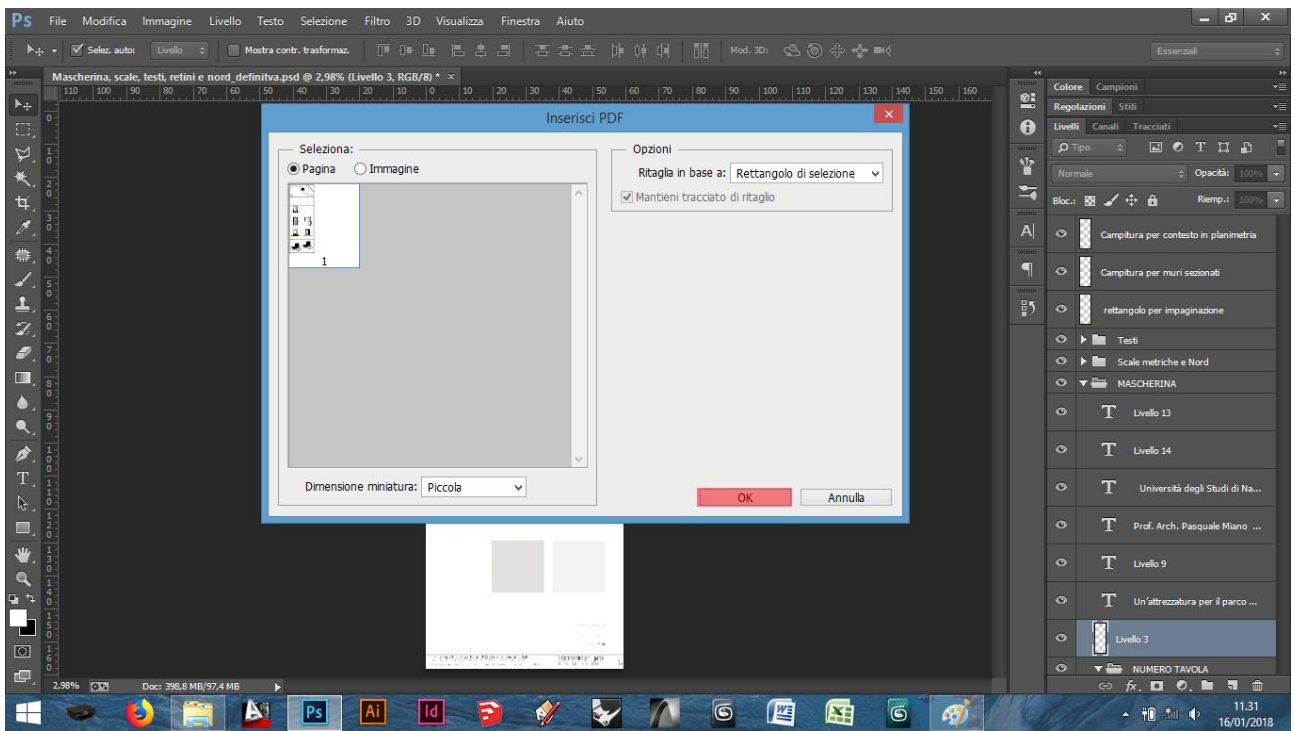 Ps File Modifica Immagine Livello Testo Selezione Filtro 3D Visualizza Finestra Aiuto
Selez. auto: Livello Mostra contr. trasformaz. Mod. 3D: Essenziali
Mascherina, scale, testi, retini e nord_definitva.psd @ 2,98% (Livello 3, RGB/8) * ×
110 100 90 80 70 60 50 40 30 20 10 0 10 20 30 40 50 60 70 80 90 100 110 120 130 140 150 160
Inserisci PDF
Seleziona:
Pagina Immagine
1
Dimensione miniatura: Piccola
Opzioni
Ritaglia in base a: Rettangolo di selezione
Mantieni tracciato di ritaglio
OK Annulla
Colore Campioni
Regolazioni Stili
Livelli Canali Tracciati
Tipo
Normale Opacità: 100%
Bloc.: Riemp.: 100%
Campitura per contesto in planimetria
Campitura per muri sezionati
rettangolo per impaginazione
Testi
Scale metriche e Nord
MASCHERINA
Livello 13
Livello 14
Università degli Studi di Na...
Prof. Arch. Pasquale Miano ...
Livello 9
Un'attrezzatura per il parco ...
Livello 3
NUMERO TAVOLA
2,98% Doc: 398,8 MB/97,4 MB
Ps Ai Id
11.31
16/01/2018